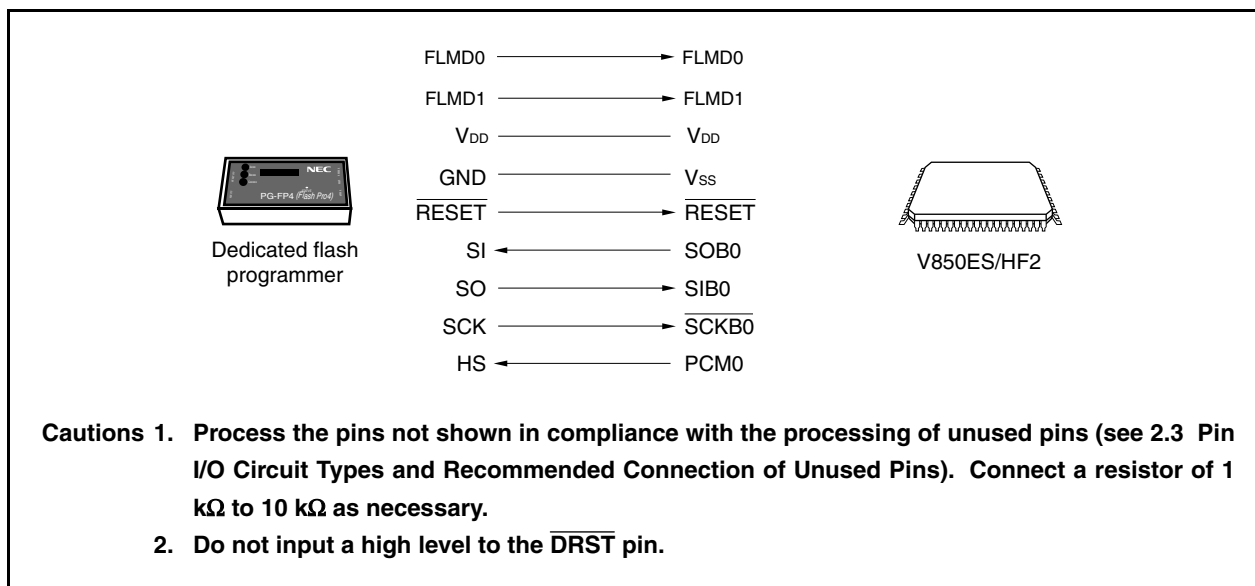 FLMD0 FLMD0
FLMD1 FLMD1
VDD VDD
GND VSS
RESET RESET
SI SOB0
SO SIB0
SCK SCKB0
HS PCM0
NEC
PG-FP4 (Flash Pro4)
Dedicated flash
programmer
V850ES/HF2
Cautions 1. Process the pins not shown in compliance with the processing of unused pins (see 2.3 Pin
I/O Circuit Types and Recommended Connection of Unused Pins). Connect a resistor of 1
kΩ to 10 kΩ as necessary.
2. Do not input a high level to the DRST pin.